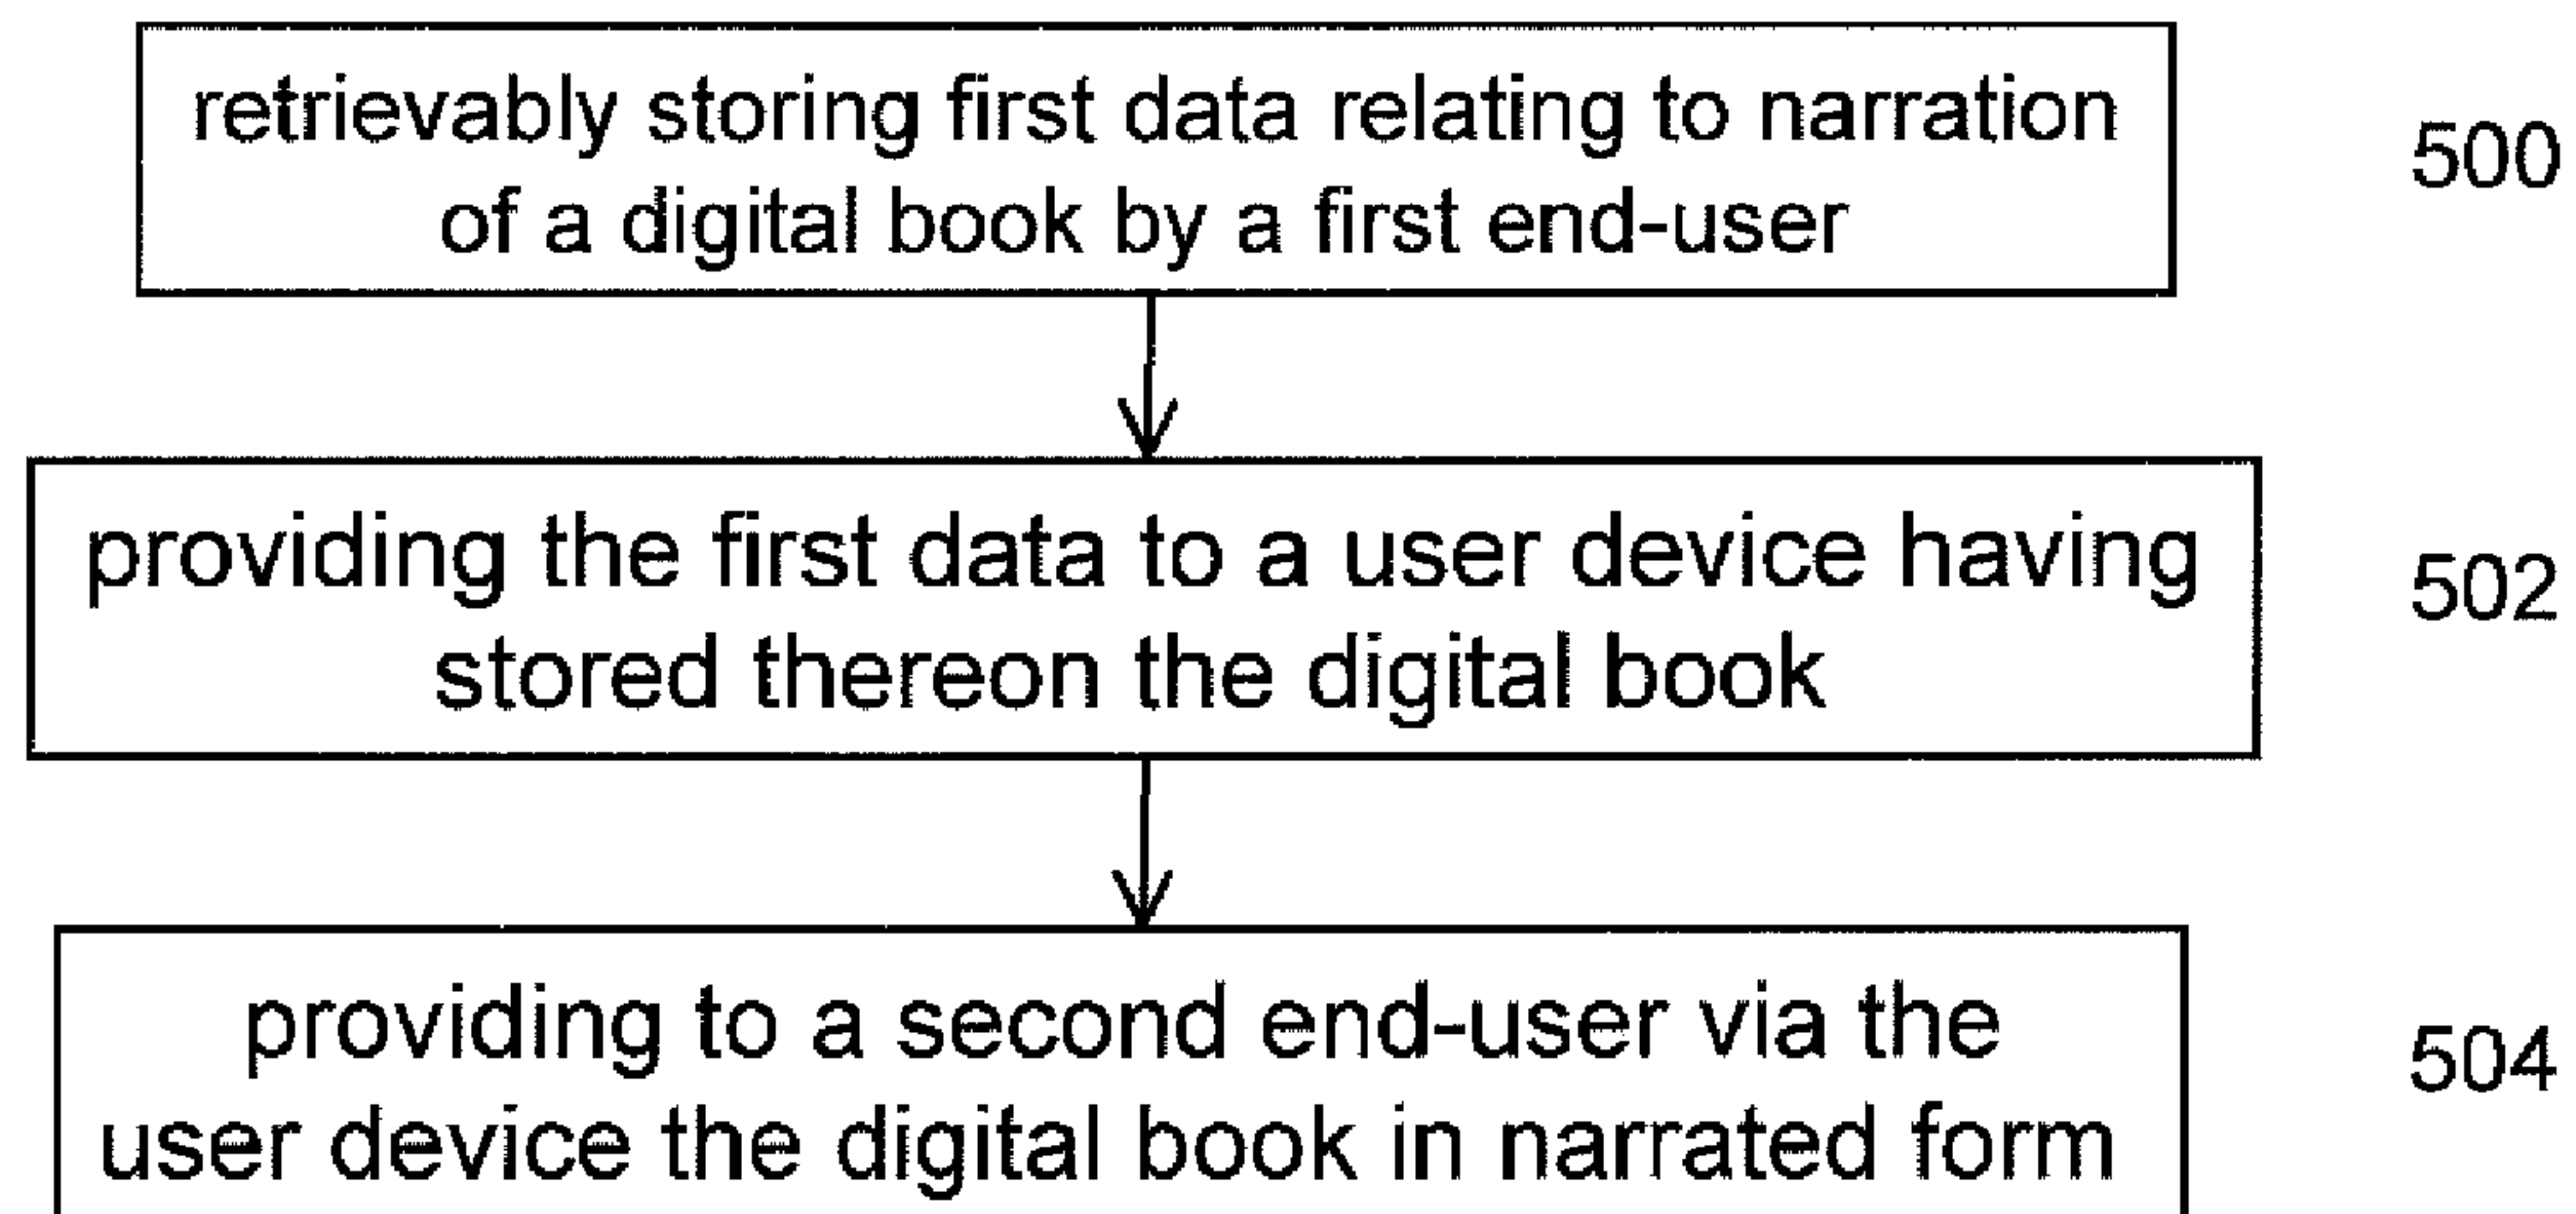 retrievably storing first data relating to narration
of a digital book by a first end-user
500
providing the first data to a user device having
stored thereon the digital book
502
providing to a second end-user via the
user device the digital book in narrated form
504